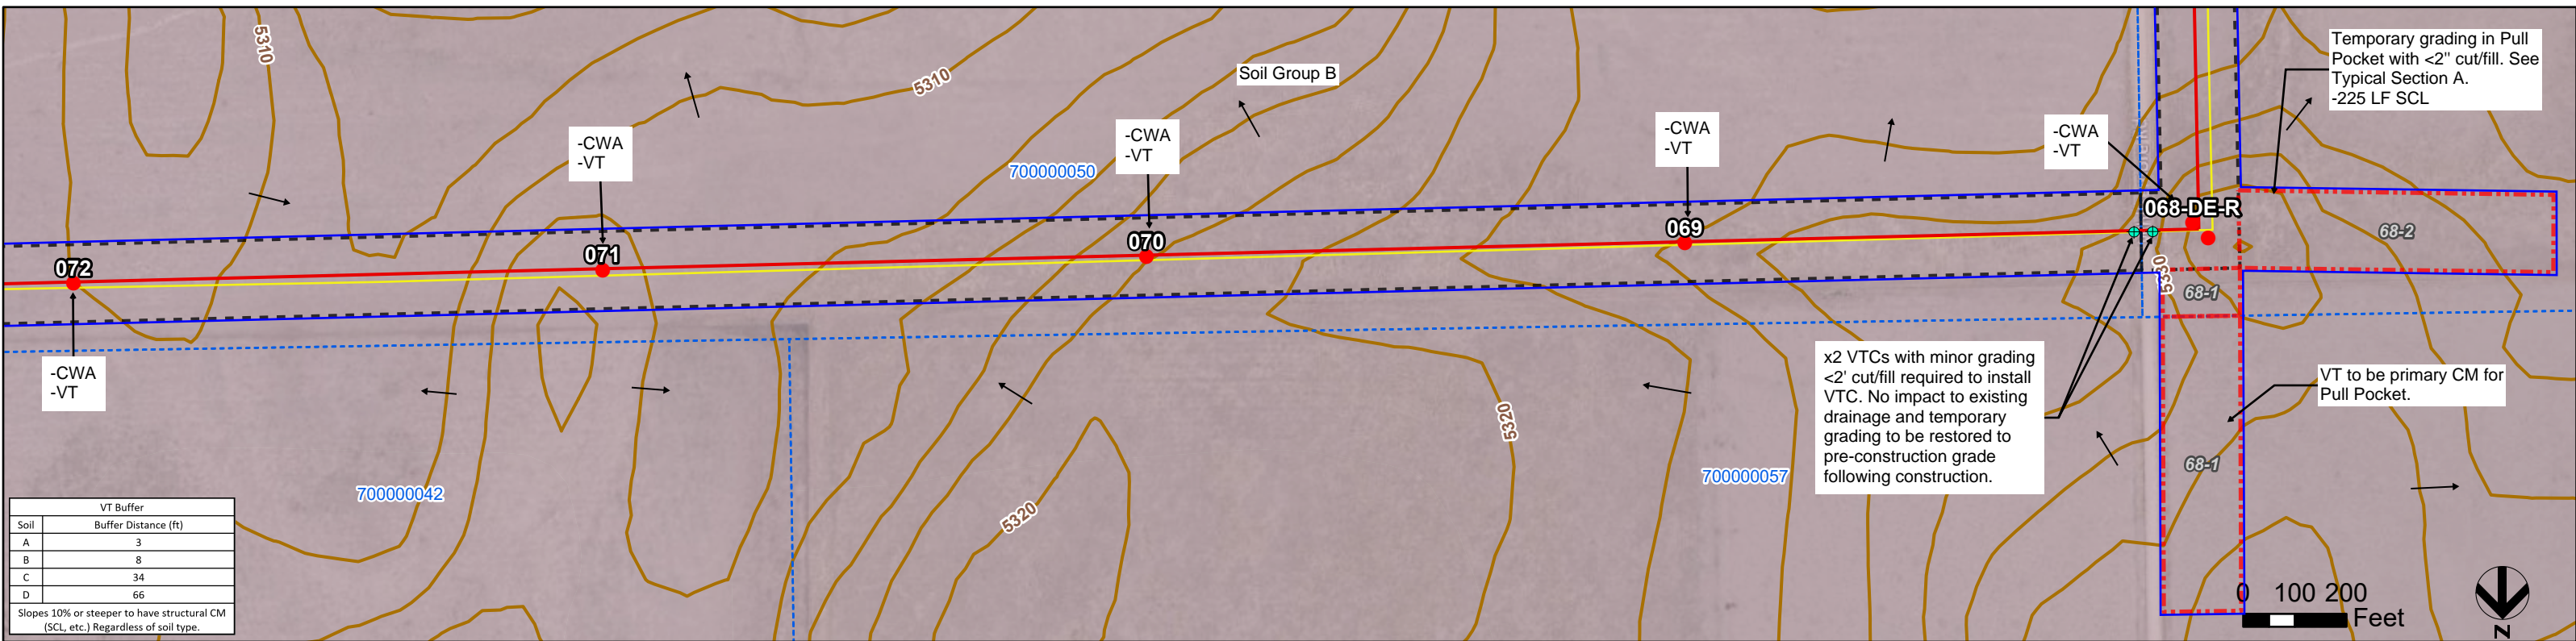 5310
5310
Soil Group B
Temporary grading in Pull
Pocket with <2" cut/fill. See
Typical Section A.
-225 LF SCL
-CWA
-VT
-CWA
-VT
-CWA
-VT
-CWA
-VT
700000050
072
071
070
069
068-DE-R
68-2
5330
68-1
-CWA
-VT
x2 VTCs with minor grading
<2' cut/fill required to install
VTC. No impact to existing
drainage and temporary
grading to be restored to
pre-construction grade
following construction.
VT to be primary CM for
Pull Pocket.
5320
68-1
700000042
700000057
5320
VT Buffer
Soil Buffer Distance (ft)
A 3
B 8
C 34
D 66
Slopes 10% or steeper to have structural CM
(SCL, etc.) Regardless of soil type.
0 100 200
Feet
N